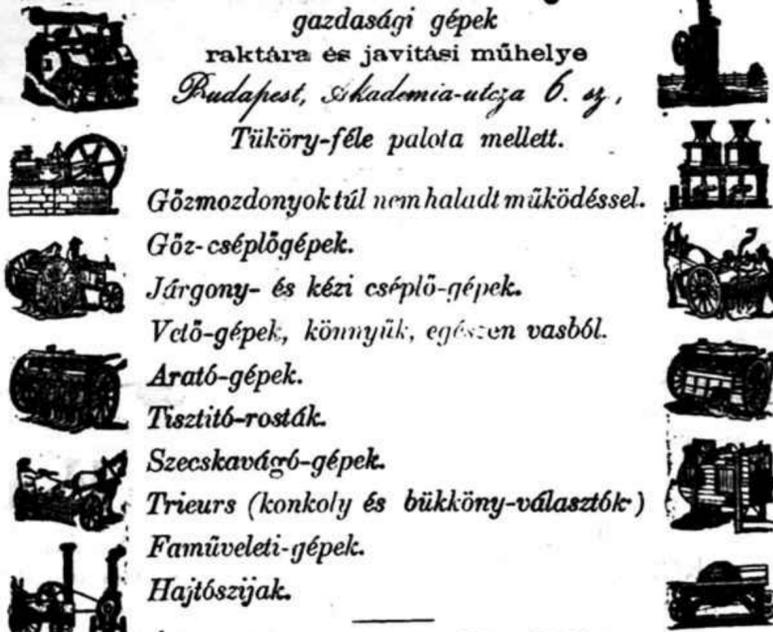 gazdasági gépek
raktára és javitási műhelye
Budapest, Akademia-utcza 6. sz,
Tüköry-féle palota mellett.
Gőzmozdonyok túl nem haladt működéssel.
Gőz-cséplőgépek.
Járgony- és kézi cséplő-gépek.
Vető-gépek, könnyűk, egészen vasból.
Arató-gépek.
Tisztitó-rosták.
Szecskavágó-gépek.
Trieurs (konkoly és bükköny-választók)
Faműveleti-gépek.
Hajtószijak.